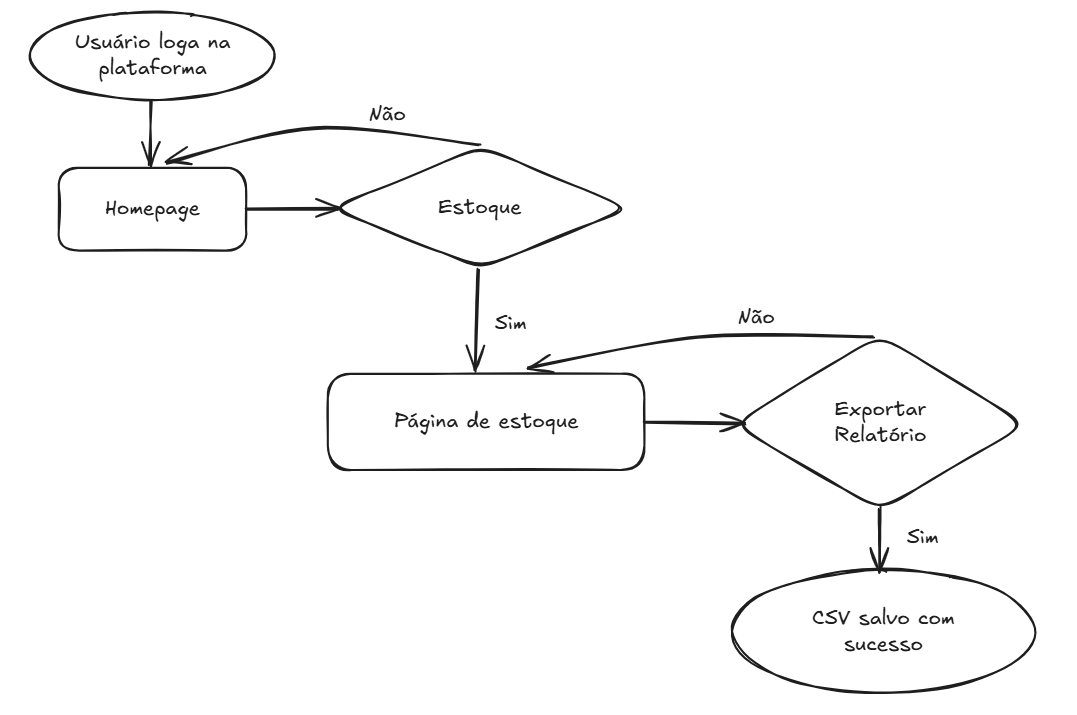 Usuário loga na
plataforma
Não
Homepage
Estoque
Sim
Não
Página de estoque
Exportar
Relatório
Sim
CSV salvo com
sucesso